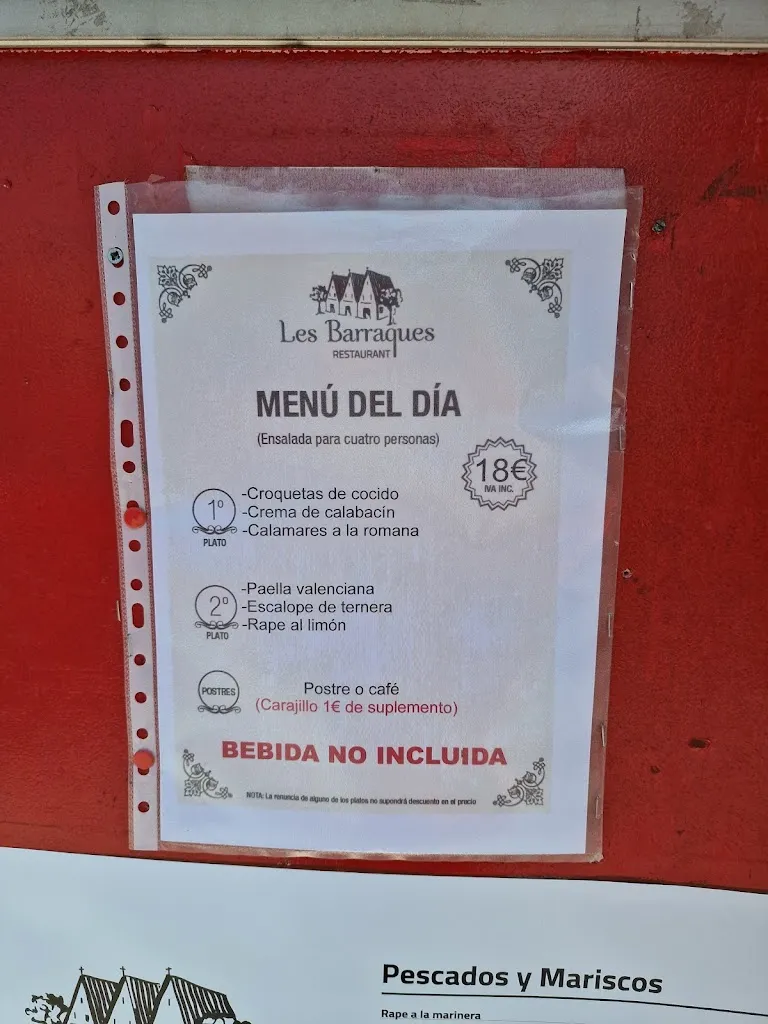 Les Barraques
RESTAURANT
MENÚ DEL DÍA
(Ensalada para cuatro personas)
18€
IVA INC.
1º
PLATO
-Croquetas de cocido
-Crema de calabacín
-Calamares a la romana
2º
PLATO
-Paella valenciana
-Escalope de ternera
-Rape al limón
POSTRES
Postre o café
(Carajillo 1€ de suplemento)
BEBIDA NO INCLUIDA
NOTA: La renuncia de alguno de los platos no supondrá descuento en el precio
Pescados y Mariscos
Rape a la marinera